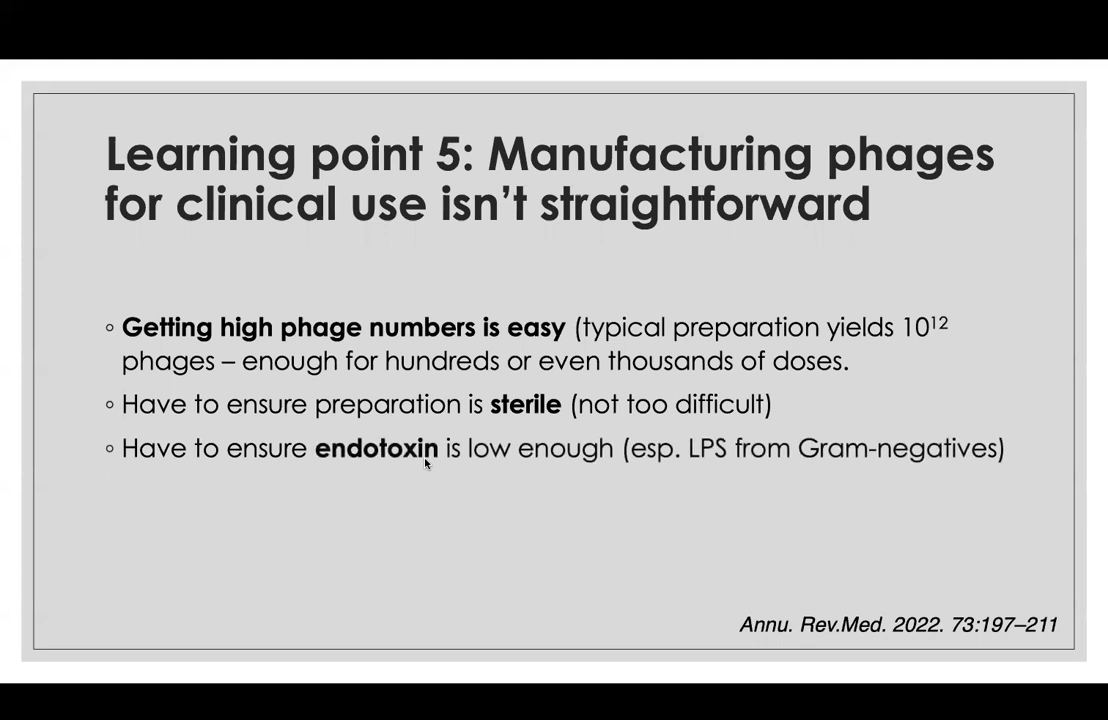 Learning point 5: Manufacturing phages
for clinical use isn't straightforward
◦ Getting high phage numbers is easy (typical preparation yields 10¹²
phages – enough for hundreds or even thousands of doses.
◦ Have to ensure preparation is sterile (not too difficult)
◦ Have to ensure endotoxin is low enough (esp. LPS from Gram-negatives)
Annu. Rev.Med. 2022. 73:197–211